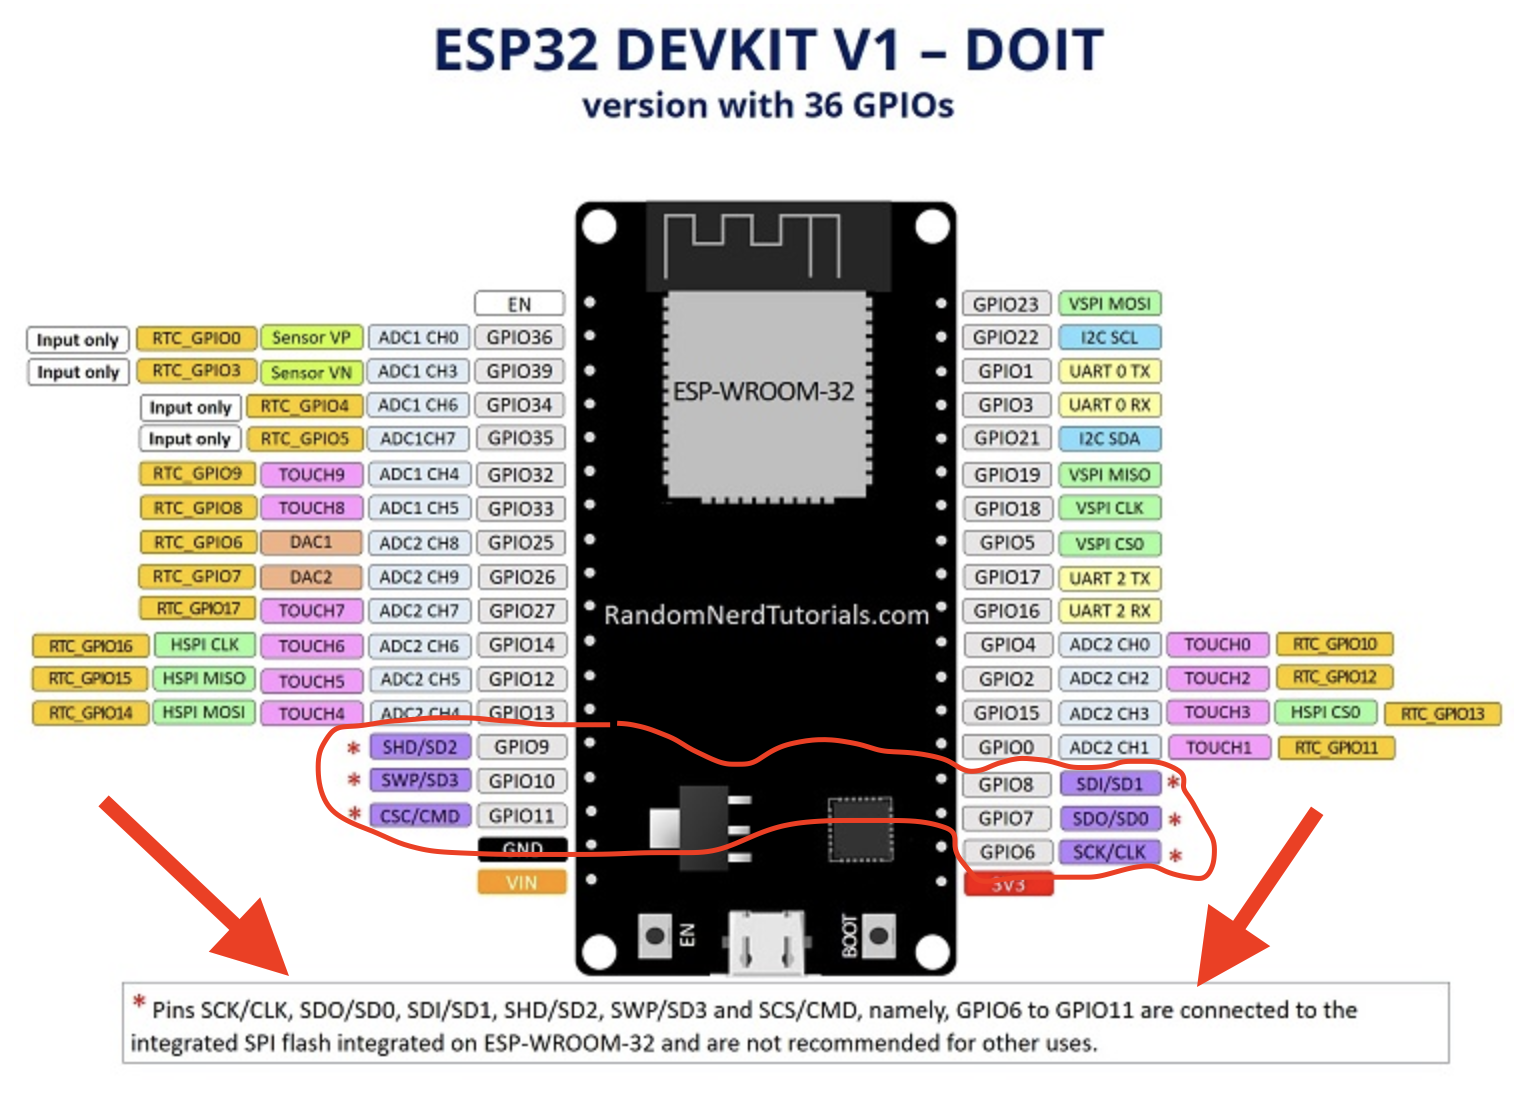 ESP32 DEVKIT V1 – DOIT
version with 36 GPIOs
EN
Input only RTC_GPIO0 Sensor VP ADC1 CH0 GPIO36
Input only RTC_GPIO3 Sensor VN ADC1 CH3 GPIO39
Input only RTC_GPIO4 ADC1 CH6 GPIO34
Input only RTC_GPIO5 ADC1CH7 GPIO35
RTC_GPIO9 TOUCH9 ADC1 CH4 GPIO32
RTC_GPIO8 TOUCH8 ADC1 CH5 GPIO33
RTC_GPIO6 DAC1 ADC2 CH8 GPIO25
RTC_GPIO7 DAC2 ADC2 CH9 GPIO26
RTC_GPIO17 TOUCH7 ADC2 CH7 GPIO27
RTC_GPIO16 HSPI CLK TOUCH6 ADC2 CH6 GPIO14
RTC_GPIO15 HSPI MISO TOUCH5 ADC2 CH5 GPIO12
RTC_GPIO14 HSPI MOSI TOUCH4 ADC2 CH4 GPIO13
* SHD/SD2 GPIO9
* SWP/SD3 GPIO10
* CSC/CMD GPIO11
GND
VIN
ESP-WROOM-32
RandomNerdTutorials.com
EN
BOOT
GPIO23 VSPI MOSI
GPIO22 I2C SCL
GPIO1 UART 0 TX
GPIO3 UART 0 RX
GPIO21 I2C SDA
GPIO19 VSPI MISO
GPIO18 VSPI CLK
GPIO5 VSPI CS0
GPIO17 UART 2 TX
GPIO16 UART 2 RX
GPIO4 ADC2 CH0 TOUCH0 RTC_GPIO10
GPIO2 ADC2 CH2 TOUCH2 RTC_GPIO12
GPIO15 ADC2 CH3 TOUCH3 HSPI CS0 RTC_GPIO13
GPIO0 ADC2 CH1 TOUCH1 RTC_GPIO11
GPIO8 SDI/SD1 *
GPIO7 SDO/SD0 *
GPIO6 SCK/CLK *
3V3
* Pins SCK/CLK, SDO/SD0, SDI/SD1, SHD/SD2, SWP/SD3 and SCS/CMD, namely, GPIO6 to GPIO11 are connected to the
integrated SPI flash integrated on ESP-WROOM-32 and are not recommended for other uses.